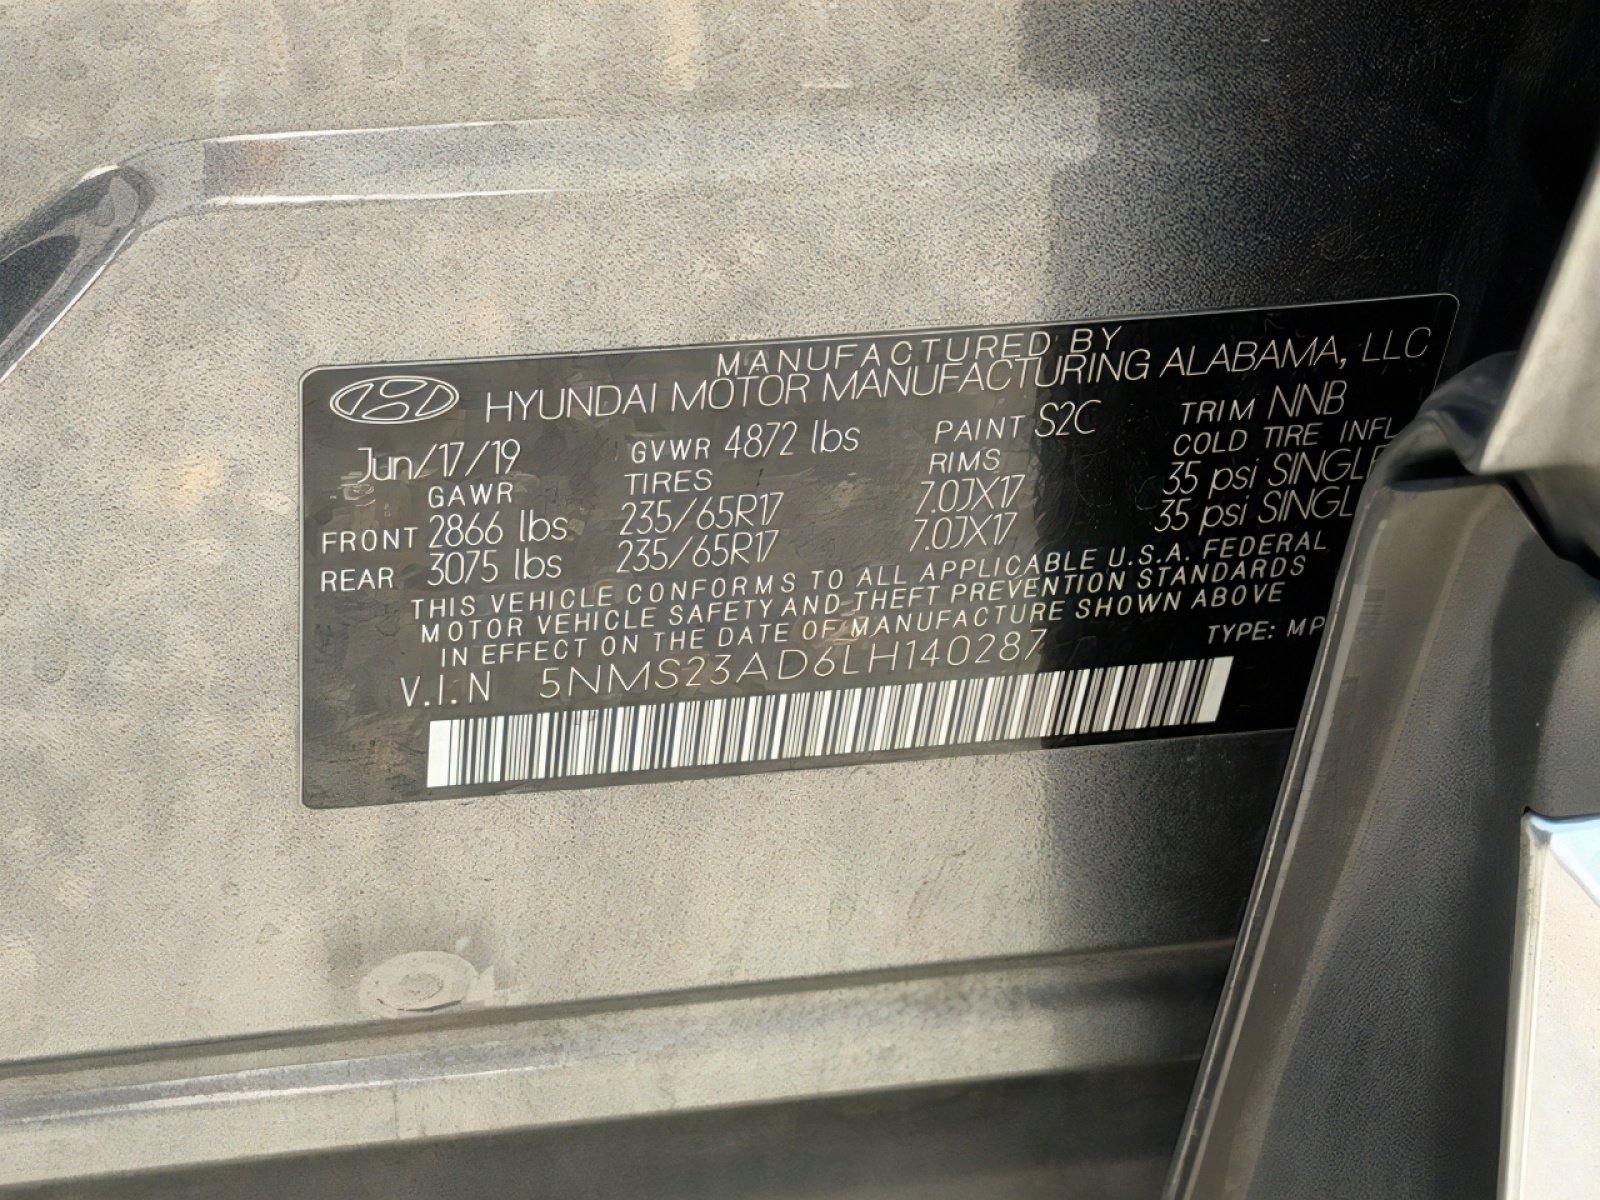 MANUFACTURED BY
HYUNDAI MOTOR MANUFACTURING ALABAMA, LLC
Jun/17/19 GVWR 4872 lbs PAINT S2C TRIM NNB
GAWR TIRES RIMS COLD TIRE INFL
FRONT 2866 lbs 235/65R17 7.0JX17 35 psi SINGLE
REAR 3075 lbs 235/65R17 7.0JX17 35 psi SINGL
THIS VEHICLE CONFORMS TO ALL APPLICABLE U.S.A. FEDERAL
MOTOR VEHICLE SAFETY AND THEFT PREVENTION STANDARDS
IN EFFECT ON THE DATE OF MANUFACTURE SHOWN ABOVE
V.I.N 5NMS23AD6LH140287 TYPE: MP